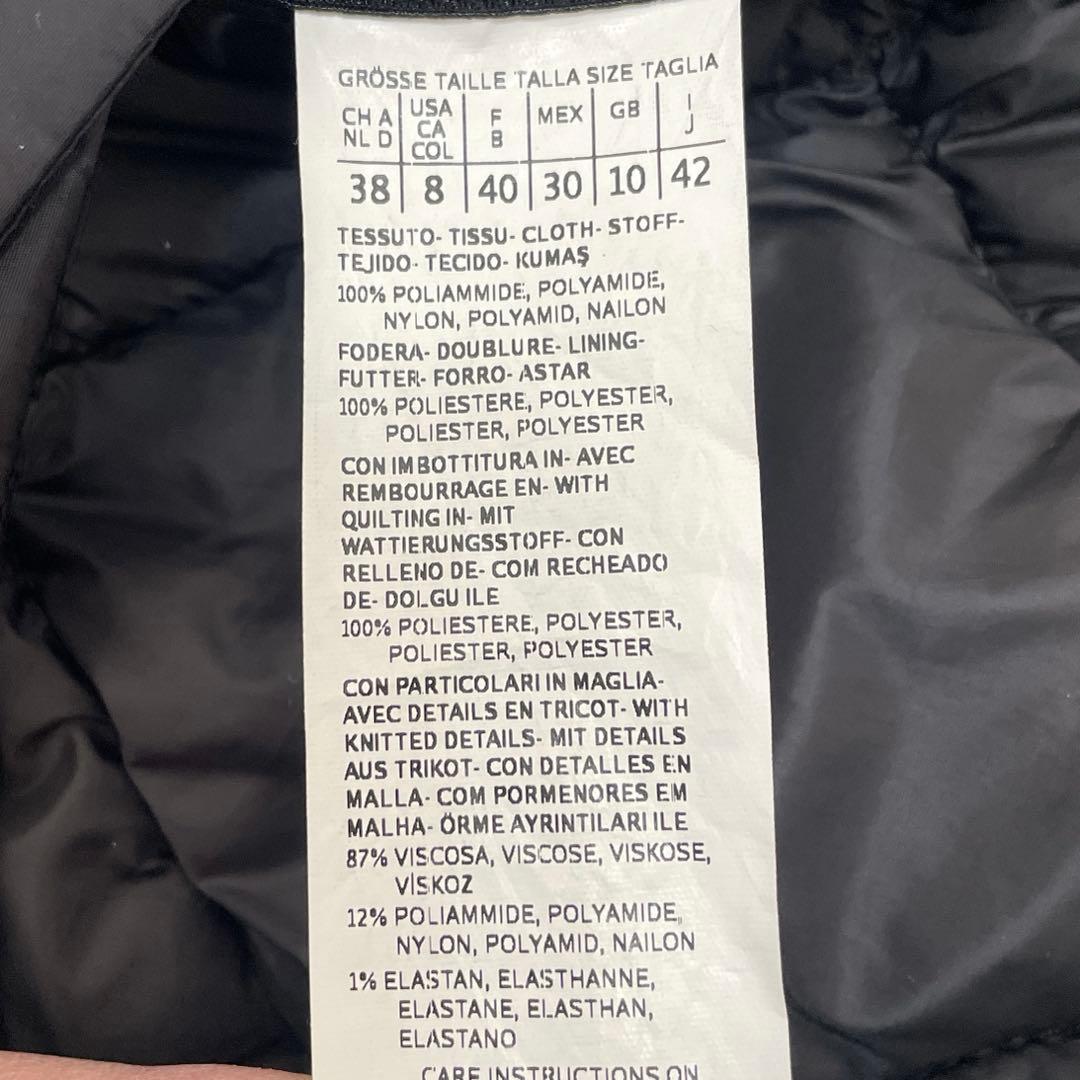 GRÖSSE TAILLE TALLA SIZE TAGLIA
CH A USA F MEX GB I
NL D CA B J
COL
38 8 40 30 10 42
TESSUTO- TISSU- CLOTH- STOFF-
TEJIDO- TECIDO- KUMAŞ
100% POLIAMMIDE, POLYAMIDE,
NYLON, POLYAMID, NAILON
FODERA- DOUBLURE- LINING-
FUTTER- FORRO- ASTAR
100% POLIESTERE, POLYESTER,
POLIESTER, POLYESTER
CON IMBOTTITURA IN- AVEC
REMBOURRAGE EN- WITH
QUILTING IN- MIT
WATTIERUNGSSTOFF- CON
RELLENO DE- COM RECHEADO
DE- DOLGU ILE
100% POLIESTERE, POLYESTER,
POLIESTER, POLYESTER
CON PARTICOLARI IN MAGLIA-
AVEC DETAILS EN TRICOT- WITH
KNITTED DETAILS- MIT DETAILS
AUS TRIKOT- CON DETALLES EN
MALLA- COM PORMENORES EM
MALHA- ÖRME AYRINTILARI ILE
87% VISCOSA, VISCOSE, VISKOSE,
VİSKOZ
12% POLIAMMIDE, POLYAMIDE,
NYLON, POLYAMID, NAILON
1% ELASTAN, ELASTHANNE,
ELASTANE, ELASTHAN,
ELASTANO
CARE INSTRUCTIONS ON